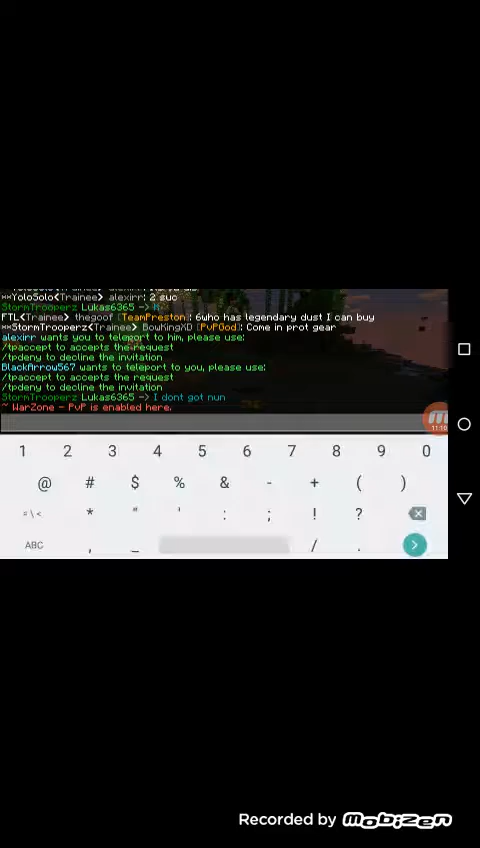 **YoloSolo<Trainee> alexirr: 2.suc
StormTrooperz Lukas6365 ->
FTL<Trainee> thegoof [TeamPreston]: 6who has legendary dust I can buy
**StormTrooperz<Trainee> BowKingXD [PvPGod]: Come in prot gear
alexirr wants you to teleport to him, please use:
/tpaccept to accepts the request
/tpdeny to decline the invitation
BlackArrow567 wants to teleport to you, please use:
/tpaccept to accepts the request
/tpdeny to decline the invitation
StormTrooperz Lukas6365 -> I dont got nun
~ WarZone - PvP is enabled here.
11:10
1 2 3 4 5 6 7 8 9 0
@ # $ % & - + ( )
= \ < * " ' : ; ! ?
ABC , _ / .
Recorded by Mobizen